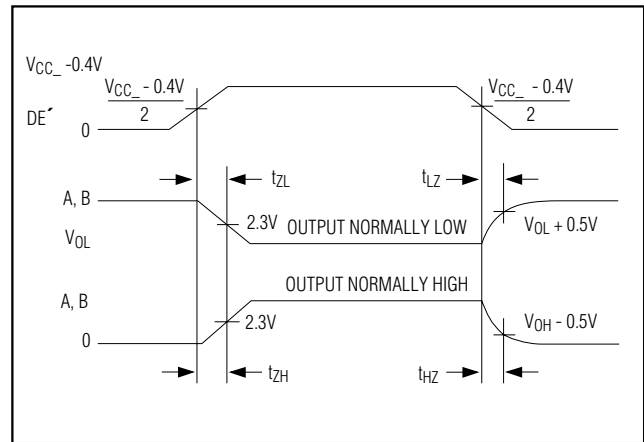 VCC_ -0.4V
VCC_ - 0.4V
2
VCC_ - 0.4V
2
DE´
0
tZL
tLZ
A, B
2.3V
OUTPUT NORMALLY LOW
VOL + 0.5V
VOL
OUTPUT NORMALLY HIGH
A, B
2.3V
VOH - 0.5V
0
tZH
tHZ